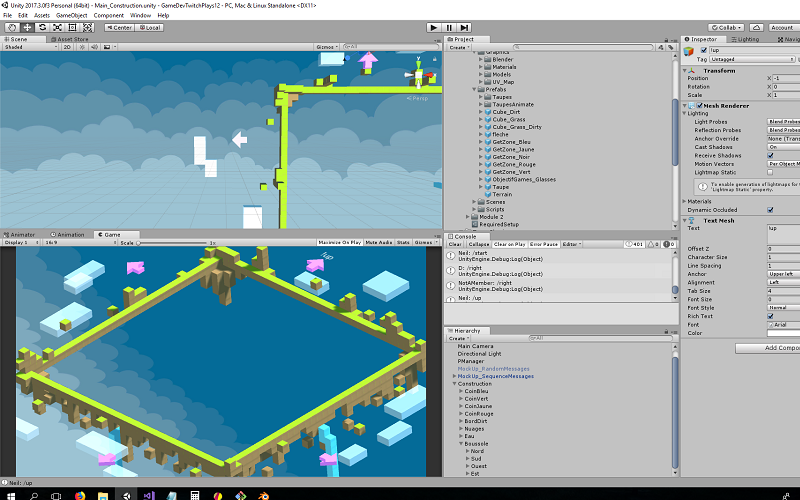 Unity 2017.3.0f3 Personal (64bit) - Main_Construction.unity - GameDevTwitchPlays12 - PC, Mac & Linux Standalone <DX11>
File Edit Assets GameObject Component Window Help
Center Local Collab Account
Scene Asset Store
Shaded 2D Gizmos All
y
Persp
Animator Animation Game
Display 1 16:9 Scale 1x Maximize On Play Mute Audio Stats Gizmos
!up
Project
Create
Graphics
Blender
Materials
Models
UV_Map
Prefabs
Taupes
TaupesAnimate
Cube_Dirt
Cube_Grass
Cube_Grass_Dirty
fleche
GetZone_Bleu
GetZone_Jaune
GetZone_Noir
GetZone_Rouge
GetZone_Vert
ObjectifGames_Glasses
Taupe
Terrain
Scenes
Scripts
Module 2
RequiredSetup
Console
Clear Collapse Clear on Play Error Pause Editor 401 0 0
Neil: /start
UnityEngine.Debug:Log(Object)
D: /right
UnityEngine.Debug:Log(Object)
NotAMember: /right
UnityEngine.Debug:Log(Object)
Neil: /up
Hierarchy
Create All
Main Camera
Directional Light
PManager
MockUp_RandomMessages
MockUp_SequenceMessages
Construction
CoinBleu
CoinVert
CoinJaune
CoinRouge
BordDirt
Nuages
Eau
Boussole
Nord
Sud
Ouest
Est
Inspector Lighting Navig
!up
Tag Untagged
Transform
Position X -1
Rotation X 0
Scale X 1
Mesh Renderer
Lighting
Light Probes Blend Probes
Reflection Probes Blend Probes
Anchor Override None (Trans
Cast Shadows On
Receive Shadows
Motion Vectors Per Object M
Lightmap Static
To enable generation of lightmaps for t
'Lightmap Static' property.
Materials
Dynamic Occluded
Text Mesh
Text !up
Offset Z 0
Character Size 1
Line Spacing 1
Anchor Upper left
Alignment Left
Tab Size 4
Font Size 0
Font Style Normal
Rich Text
Font Arial
Color
Add Compo
Neil: /up